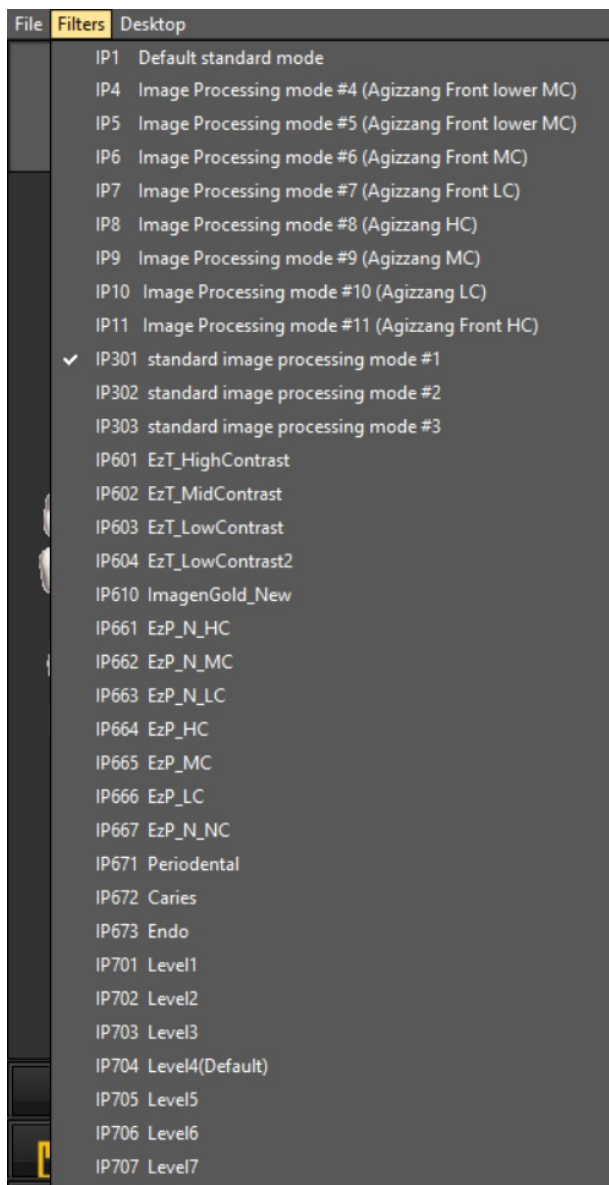 File Filters Desktop
IP1 Default standard mode
IP4 Image Processing mode #4 (Agizzang Front lower MC)
IP5 Image Processing mode #5 (Agizzang Front lower MC)
IP6 Image Processing mode #6 (Agizzang Front MC)
IP7 Image Processing mode #7 (Agizzang Front LC)
IP8 Image Processing mode #8 (Agizzang HC)
IP9 Image Processing mode #9 (Agizzang MC)
IP10 Image Processing mode #10 (Agizzang LC)
IP11 Image Processing mode #11 (Agizzang Front HC)
IP301 standard image processing mode #1
IP302 standard image processing mode #2
IP303 standard image processing mode #3
IP601 EzT_HighContrast
IP602 EzT_MidContrast
IP603 EzT_LowContrast
IP604 EzT_LowContrast2
IP610 ImagenGold_New
IP661 EzP_N_HC
IP662 EzP_N_MC
IP663 EzP_N_LC
IP664 EzP_HC
IP665 EzP_MC
IP666 EzP_LC
IP667 EzP_N_NC
IP671 Periodental
IP672 Caries
IP673 Endo
IP701 Level1
IP702 Level2
IP703 Level3
IP704 Level4(Default)
IP705 Level5
IP706 Level6
IP707 Level7